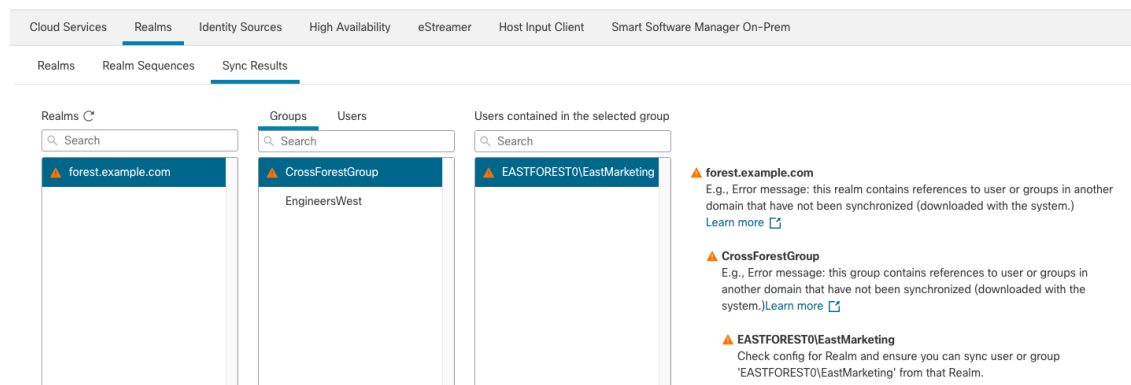 Cloud Services Realms Identity Sources High Availability eStreamer Host Input Client Smart Software Manager On-Prem
Realms Realm Sequences Sync Results
Realms
Search
forest.example.com
Groups Users
Search
CrossForestGroup
EngineersWest
Users contained in the selected group
Search
EASTFOREST0\EastMarketing
forest.example.com
E.g., Error message: this realm contains references to user or groups in another
domain that have not been synchronized (downloaded with the system.)
Learn more
CrossForestGroup
E.g., Error message: this group contains references to user or groups in
another domain that have not been synchronized (downloaded with the
system.)Learn more
EASTFOREST0\EastMarketing
Check config for Realm and ensure you can sync user or group
'EASTFOREST0\EastMarketing' from that Realm.